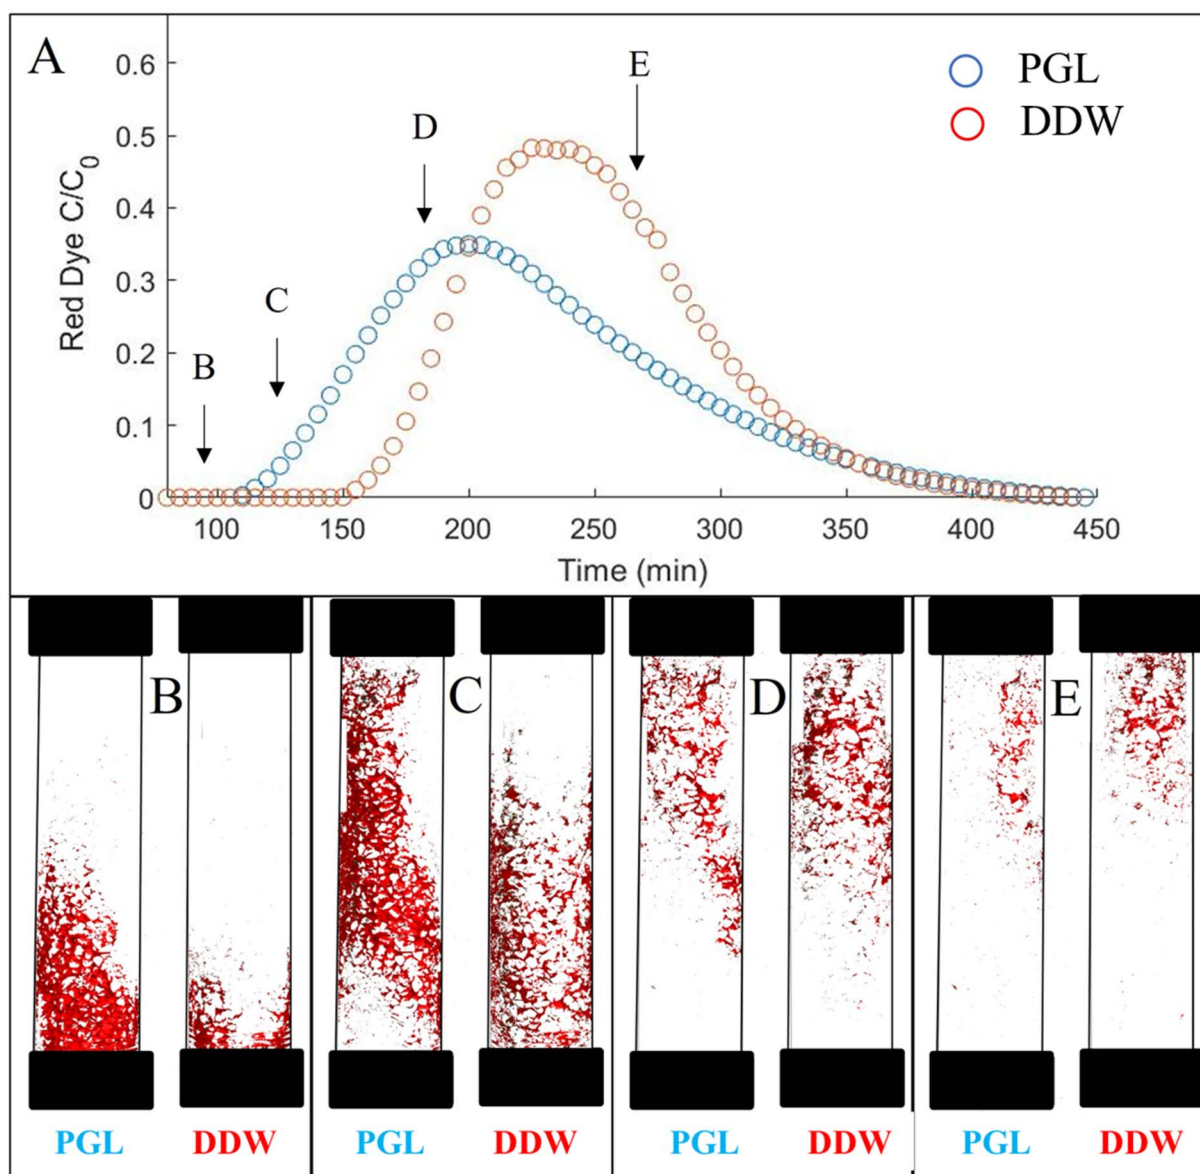 A
Red Dye C/C0
0.6
0.5
0.4
0.3
0.2
0.1
0
B
C
D
E
PGL
DDW
100 150 200 250 300 350 400 450
Time (min)
B C D E
PGL DDW PGL DDW PGL DDW PGL DDW